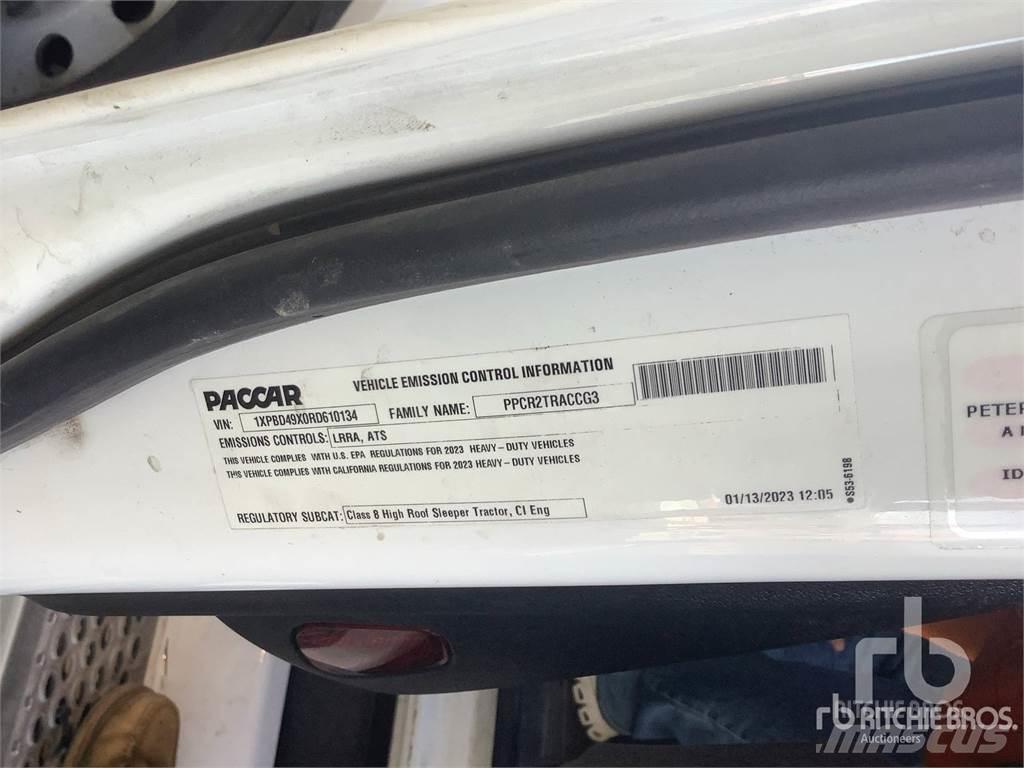 PACCAR VEHICLE EMISSION CONTROL INFORMATION
VIN: 1XPBD49X0RD610134 FAMILY NAME: PPCR2TRACCG3
EMISSIONS CONTROLS: LRRA, ATS
THIS VEHICLE COMPLIES WITH U.S. EPA REGULATIONS FOR 2023 HEAVY-DUTY VEHICLES
THIS VEHICLE COMPLIES WITH CALIFORNIA REGULATIONS FOR 2023 HEAVY-DUTY VEHICLES
REGULATORY SUBCAT: Class 8 High Roof Sleeper Tractor, CI Eng
01/13/2023 12:05
S53-6198
PETER
A
ID
rb
rb RITCHIE BROS.
Auctioneers
mascus